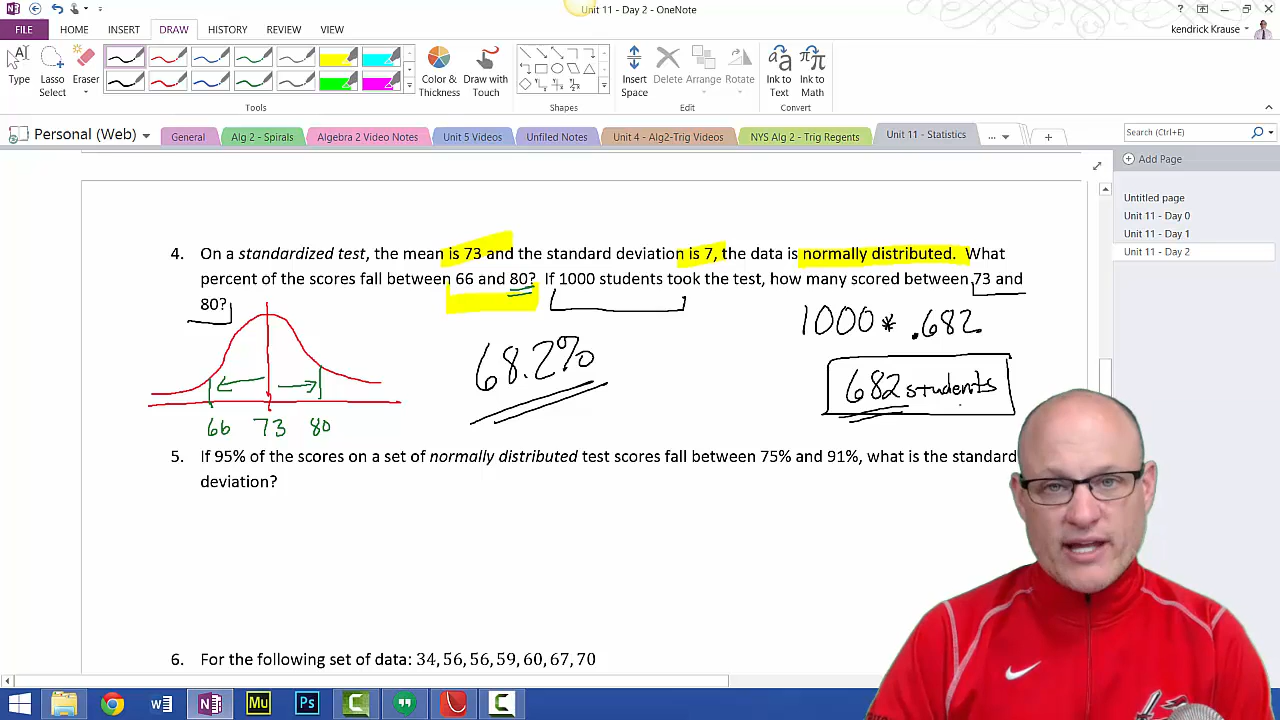 Unit 11 - Day 2 - OneNote
FILE HOME INSERT DRAW HISTORY REVIEW VIEW
kendrick Krause
Type Lasso Select Eraser Color & Thickness Draw with Touch Insert Space Delete Arrange Rotate Ink to Text Ink to Math
Tools Shapes Edit Convert
Personal (Web) General Alg 2 - Spirals Algebra 2 Video Notes Unit 5 Videos Unfiled Notes Unit 4 - Alg2-Trig Videos NYS Alg 2 - Trig Regents Unit 11 - Statistics ... + Search (Ctrl+E)
Add Page
Untitled page
Unit 11 - Day 0
Unit 11 - Day 1
Unit 11 - Day 2
4. On a standardized test, the mean is 73 and the standard deviation is 7, the data is normally distributed. What
percent of the scores fall between 66 and 80? If 1000 students took the test, how many scored between 73 and
80?
1000 * .682
68.2%
682 students
66 73 80
5. If 95% of the scores on a set of normally distributed test scores fall between 75% and 91%, what is the standard
deviation?
6. For the following set of data: 34, 56, 56, 59, 60, 67, 70
Mu Ps